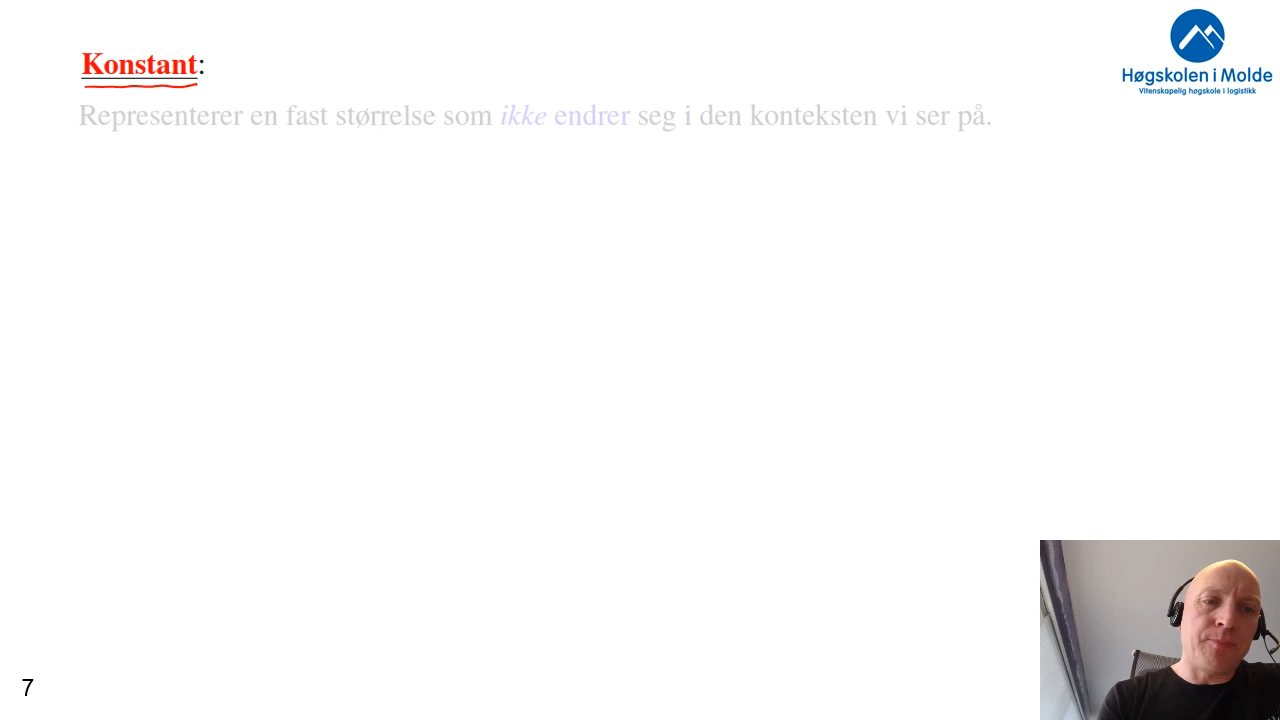 Konstant:
Høgskolen i Molde
Vitenskapelig høgskole i logistikk
Representerer en fast størrelse som ikke endrer seg i den konteksten vi ser på.
7